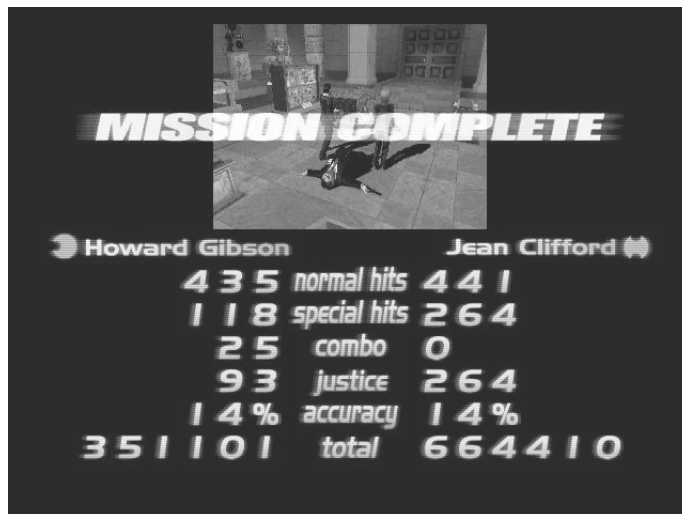 MISSION COMPLETE
Howard Gibson Jean Clifford
435 normal hits 441
118 special hits 264
25 combo 0
93 justice 264
14% accuracy 14%
351101 total 664410